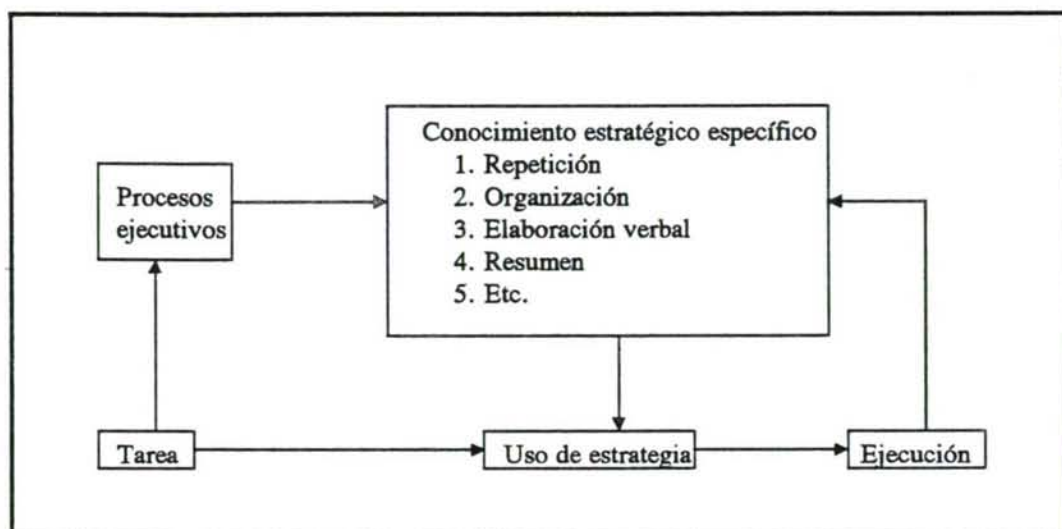 Conocimiento estratégico específico
1. Repetición
2. Organización
3. Elaboración verbal
4. Resumen
5. Etc.
Procesos
ejecutivos
Tarea
Uso de estrategia
Ejecución